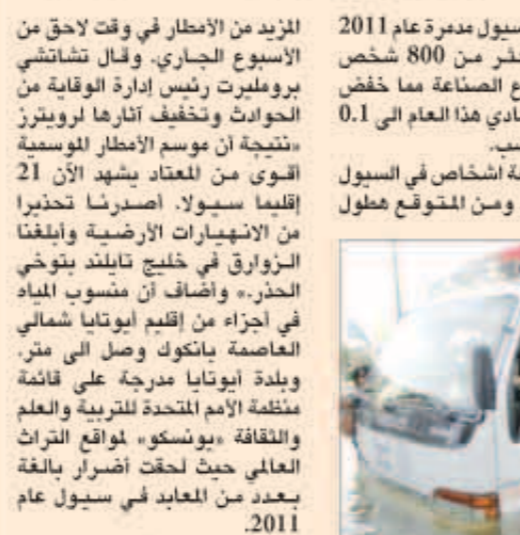 سيول مدمرة عام 2011
ثر من 800 شخص
ع الصناعة مما خفض
ادي هذا العام الى 0.1
سب.
ة اشخاص في السيول
ومن المتوقع هطول
المزيد من الأمطار في وقت لاحق من
الأسبوع الجاري. وقال تشاتشي
برومليرت رئيس إدارة الوقاية من
الحوادث وتخفيف آثارها لرويترز
«نتيجة أن موسم الأمطار الموسمية
أقوى من المعتاد يشهد الآن 21
إقليما سيولا. أصدرنا تحذيرا
من الانهيارات الأرضية وأبلغنا
الزوارق في خليج تايلند بتوخي
الحذر.» وأضاف أن منسوب المياه
في أجزاء من إقليم أيوتايا شمالي
العاصمة بانكوك وصل الى متر.
وبلدة أيوتايا مدرجة على قائمة
منظمة الأمم المتحدة للتربية والعلم
والثقافة «يونسكو» لمواقع التراث
العالمي حيث لحقت أضرار بالغة
بعدد من المعابد في سيول عام
2011.